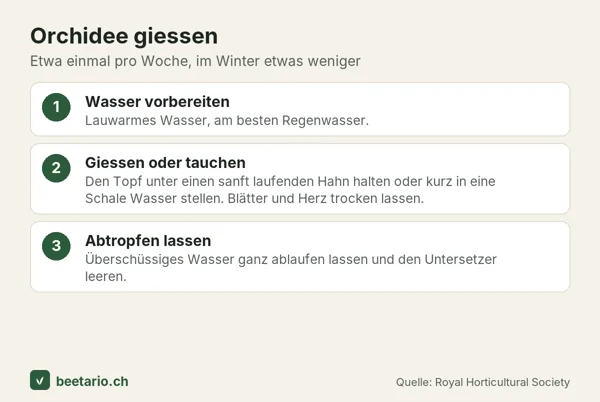 Orchidee giessen
Etwa einmal pro Woche, im Winter etwas weniger
1
Wasser vorbereiten
Lauwarmes Wasser, am besten Regenwasser.
2
Giessen oder tauchen
Den Topf unter einen sanft laufenden Hahn halten oder kurz in eine
Schale Wasser stellen. Blätter und Herz trocken lassen.
3
Abtropfen lassen
Überschüssiges Wasser ganz ablaufen lassen und den Untersetzer
leeren.
beetario.ch
Quelle: Royal Horticultural Society